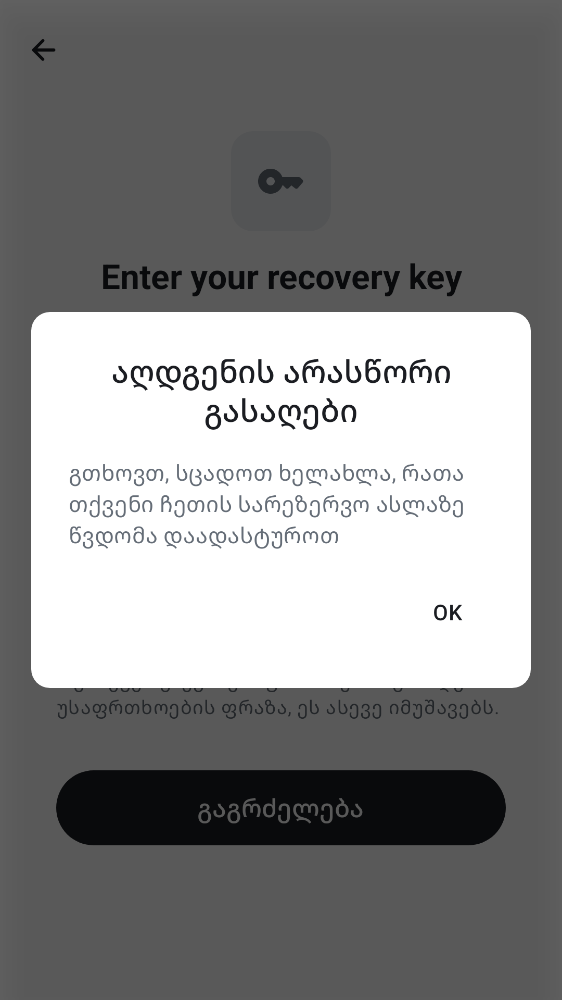 Enter your recovery key
აღდგენის არასწორი
გასაღები
გთხოვთ, სცადოთ ხელახლა, რათა
თქვენი ჩეთის სარეზერვო ასლაზე
წვდომა დაადასტუროთ
OK
უსაფრთხოების ფრაზა, ეს ასევე იმუშავებს.
გაგრძელება